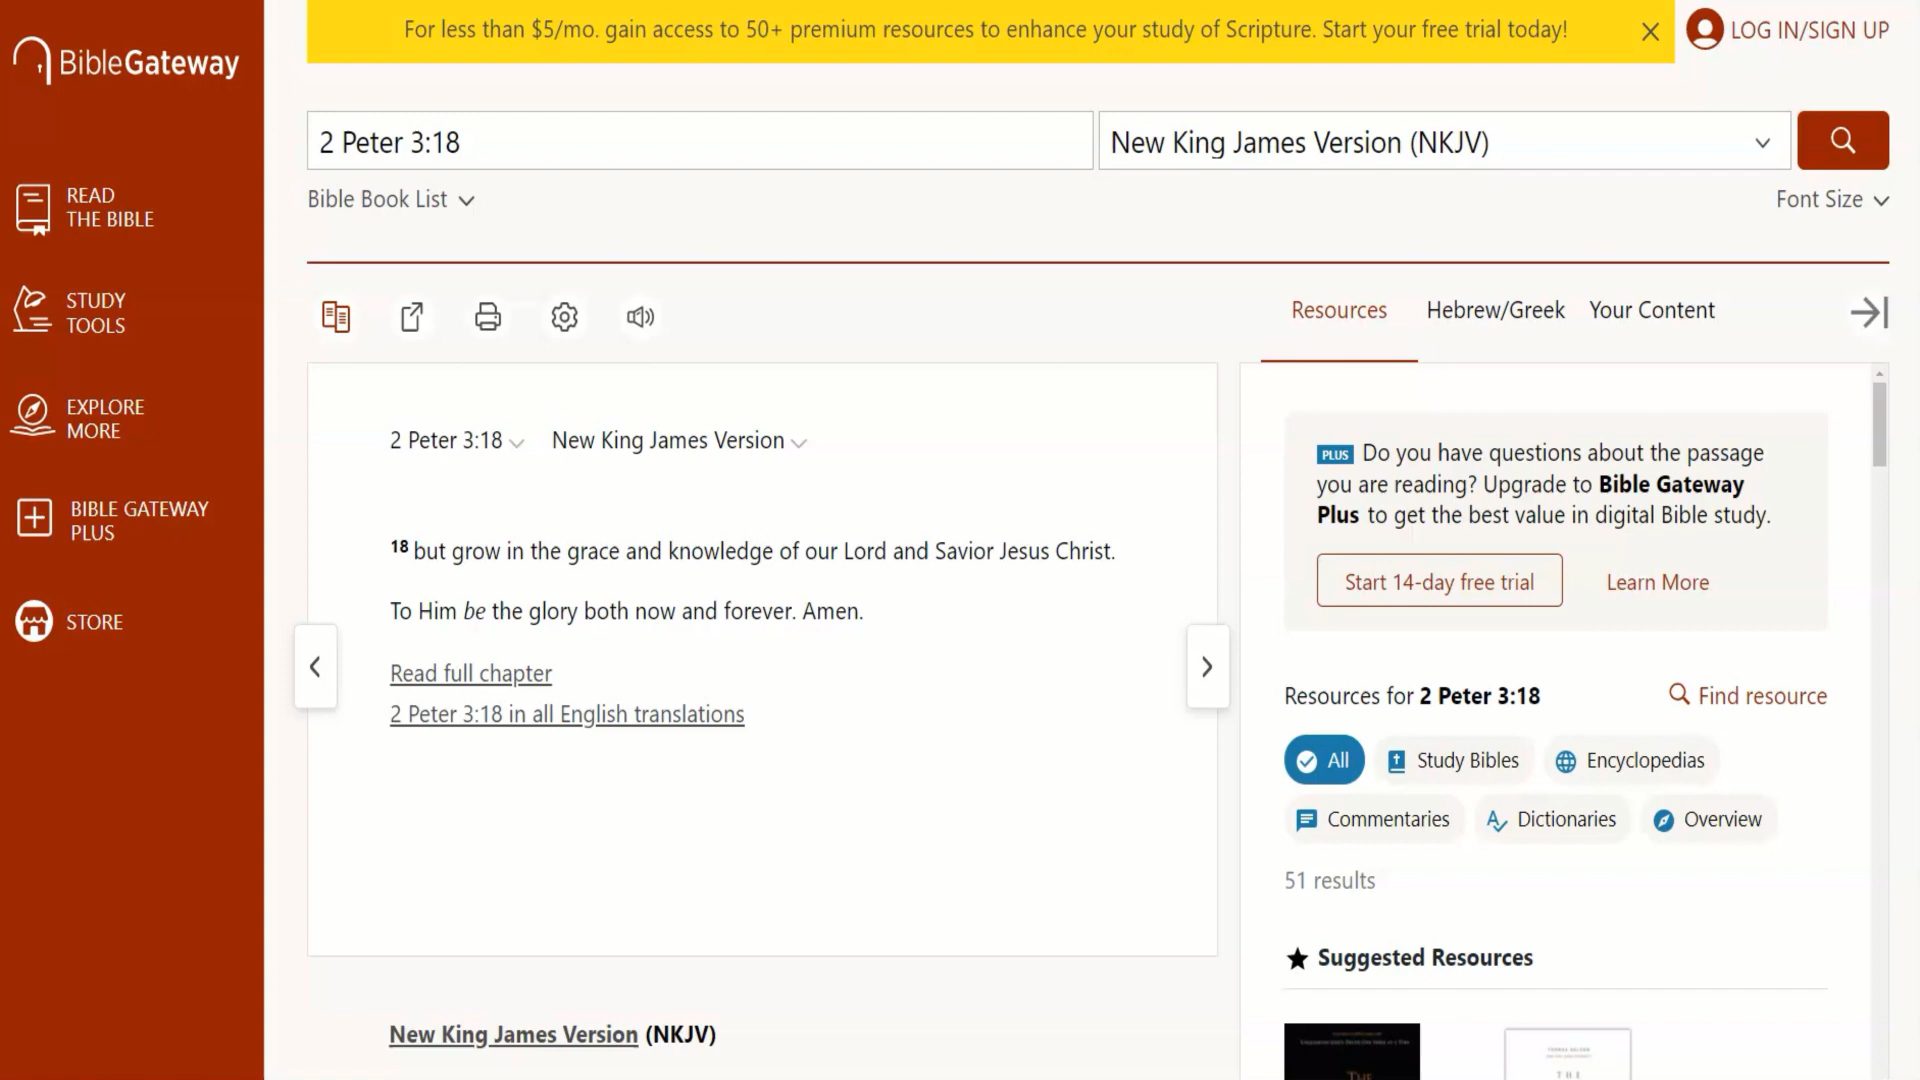 For less than $5/mo. gain access to 50+ premium resources to enhance your study of Scripture. Start your free trial today!
LOG IN/SIGN UP
BibleGateway
2 Peter 3:18
New King James Version (NKJV)
Bible Book List
Font Size
READ
THE BIBLE
STUDY
TOOLS
EXPLORE
MORE
BIBLE GATEWAY
PLUS
STORE
Resources
Hebrew/Greek
Your Content
2 Peter 3:18
New King James Version
18 but grow in the grace and knowledge of our Lord and Savior Jesus Christ.
To Him be the glory both now and forever. Amen.
Read full chapter
2 Peter 3:18 in all English translations
New King James Version (NKJV)
PLUS Do you have questions about the passage
you are reading? Upgrade to Bible Gateway
Plus to get the best value in digital Bible study.
Start 14-day free trial
Learn More
Resources for 2 Peter 3:18
Find resource
All
Study Bibles
Encyclopedias
Commentaries
Dictionaries
Overview
51 results
Suggested Resources
THE
THE